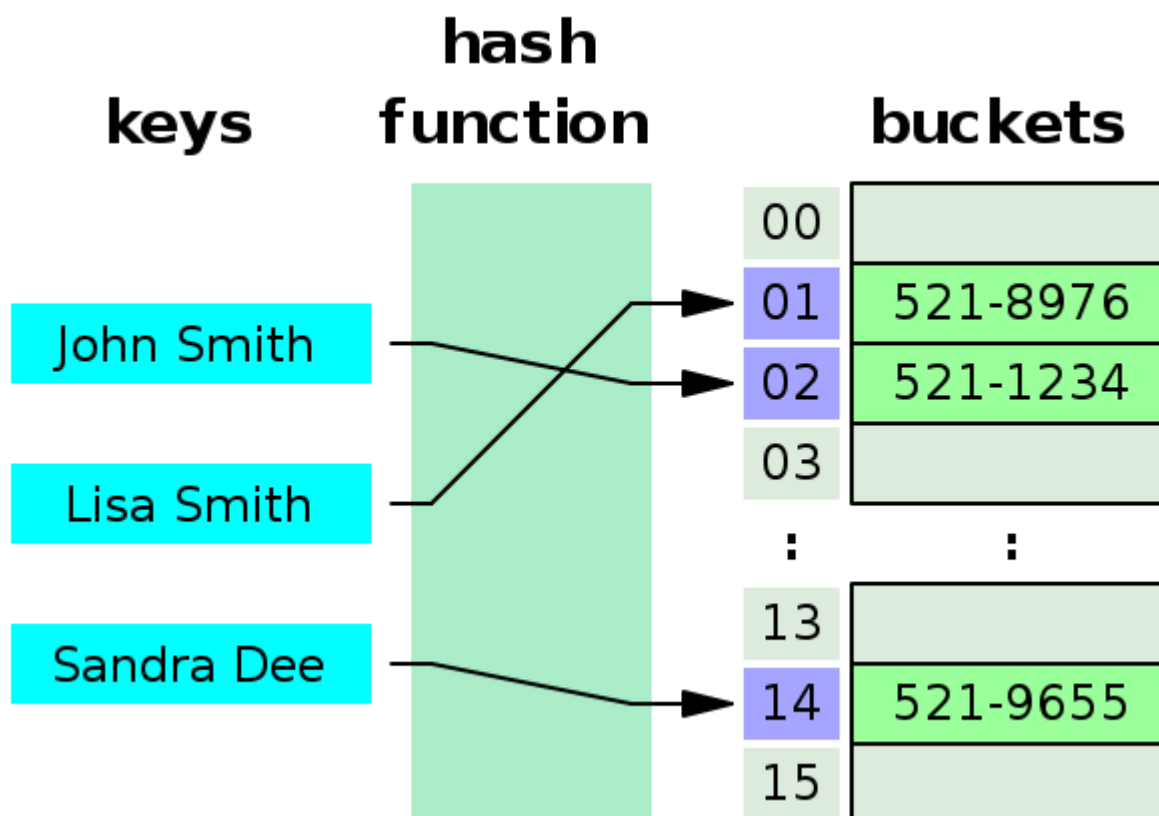 hash
keys function buckets
00
01 521-8976
John Smith
02 521-1234
03
Lisa Smith
: :
13
Sandra Dee
14 521-9655
15